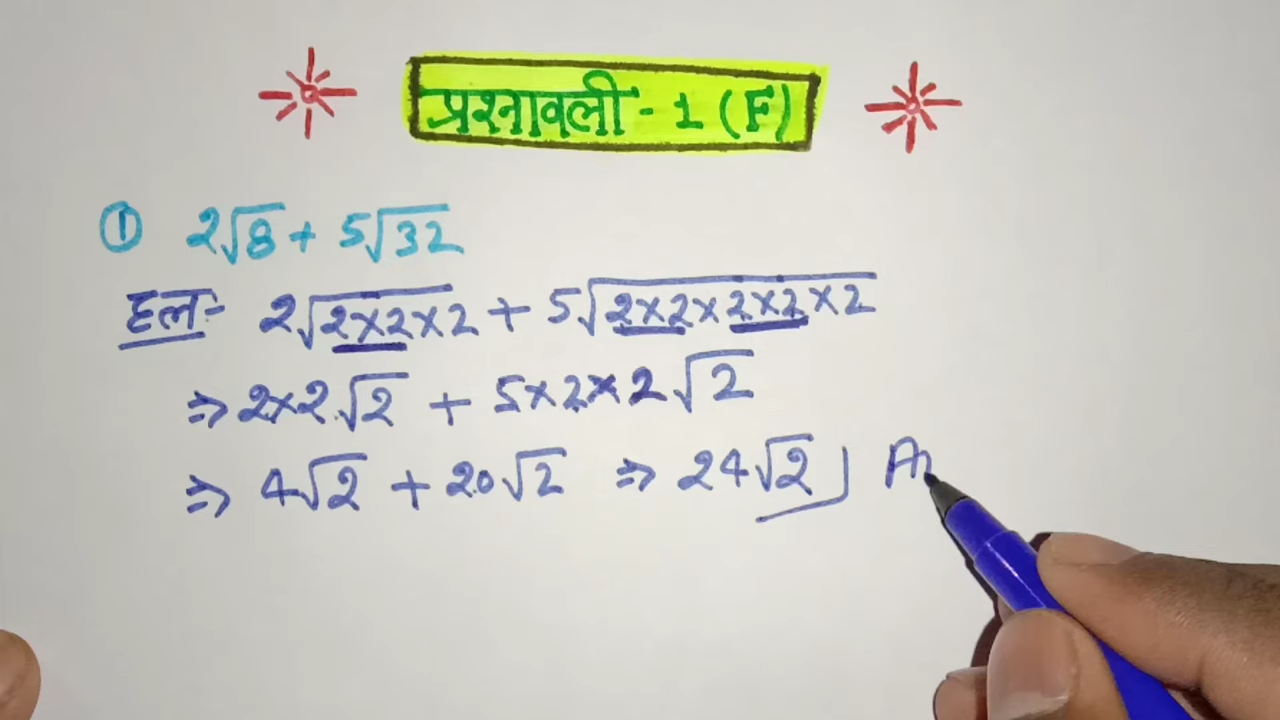 प्रश्नावली - 1 (F)
① 2√8 + 5√32
हल:- 2√2×2×2 + 5√2×2×2×2×2
⇒ 2×2√2 + 5×2×2√2
⇒ 4√2 + 20√2 ⇒ 24√2 An